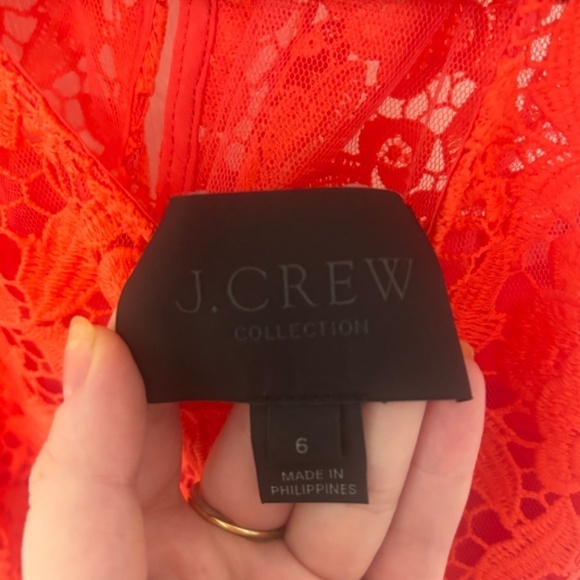 J.CREW
COLLECTION
6
MADE IN
PHILIPPINES